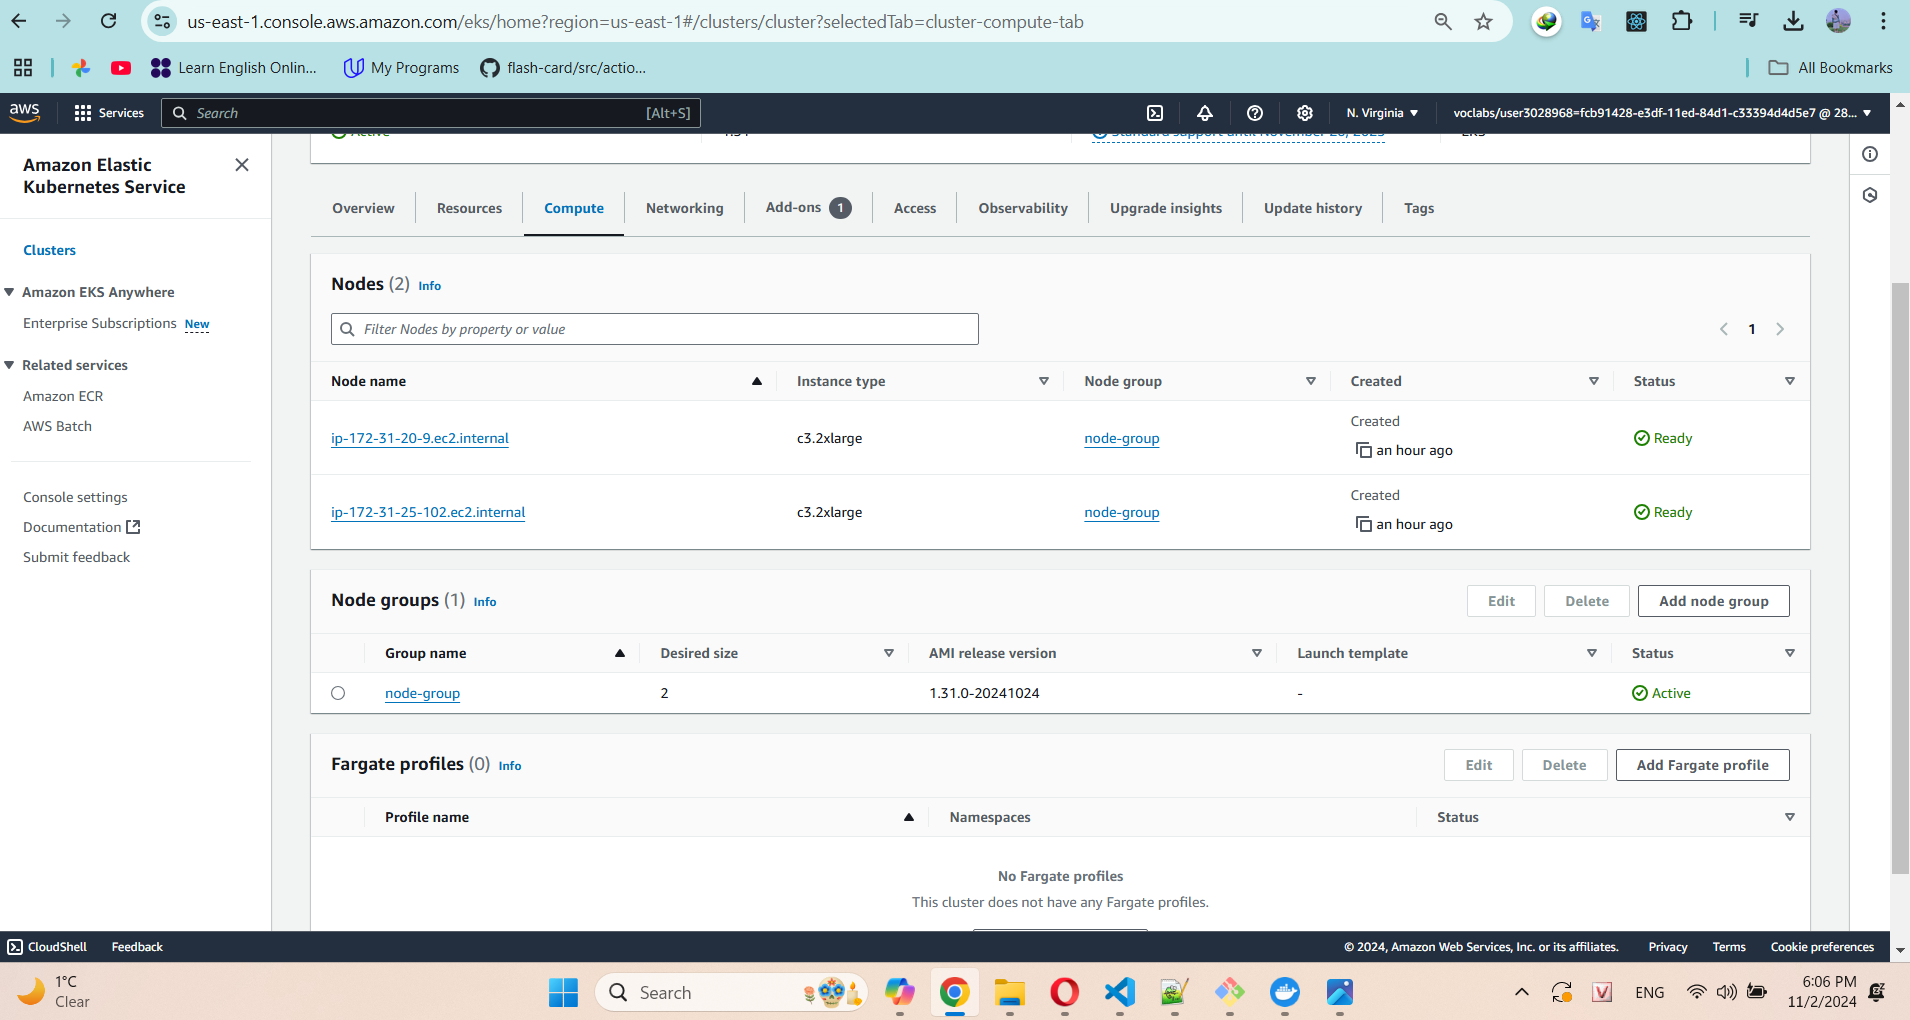 us-east-1.console.aws.amazon.com/eks/home?region=us-east-1#/clusters/cluster?selectedTab=cluster-compute-tab
Learn English Onlin...
My Programs
flash-card/src/actio...
All Bookmarks
aws
Services
Search
[Alt+S]
N. Virginia
voclabs/user3028968=fcb91428-e3df-11ed-84d1-c33394d4d5e7 @ 28...
Amazon Elastic
Kubernetes Service
Clusters
Amazon EKS Anywhere
Enterprise Subscriptions New
Related services
Amazon ECR
AWS Batch
Console settings
Documentation
Submit feedback
Active
Standard support until November 26, 2025
EKS
Overview
Resources
Compute
Networking
Add-ons 1
Access
Observability
Upgrade insights
Update history
Tags
Nodes (2) Info
Filter Nodes by property or value
1
Node name Instance type Node group Created Status
ip-172-31-20-9.ec2.internal c3.2xlarge node-group Created an hour ago Ready
ip-172-31-25-102.ec2.internal c3.2xlarge node-group Created an hour ago Ready
Node groups (1) Info
Edit Delete Add node group
Group name Desired size AMI release version Launch template Status
node-group 2 1.31.0-20241024 - Active
Fargate profiles (0) Info
Edit Delete Add Fargate profile
Profile name Namespaces Status
No Fargate profiles
This cluster does not have any Fargate profiles.
CloudShell Feedback
© 2024, Amazon Web Services, Inc. or its affiliates. Privacy Terms Cookie preferences
1°C
Clear
Search
ENG
6:06 PM
11/2/2024